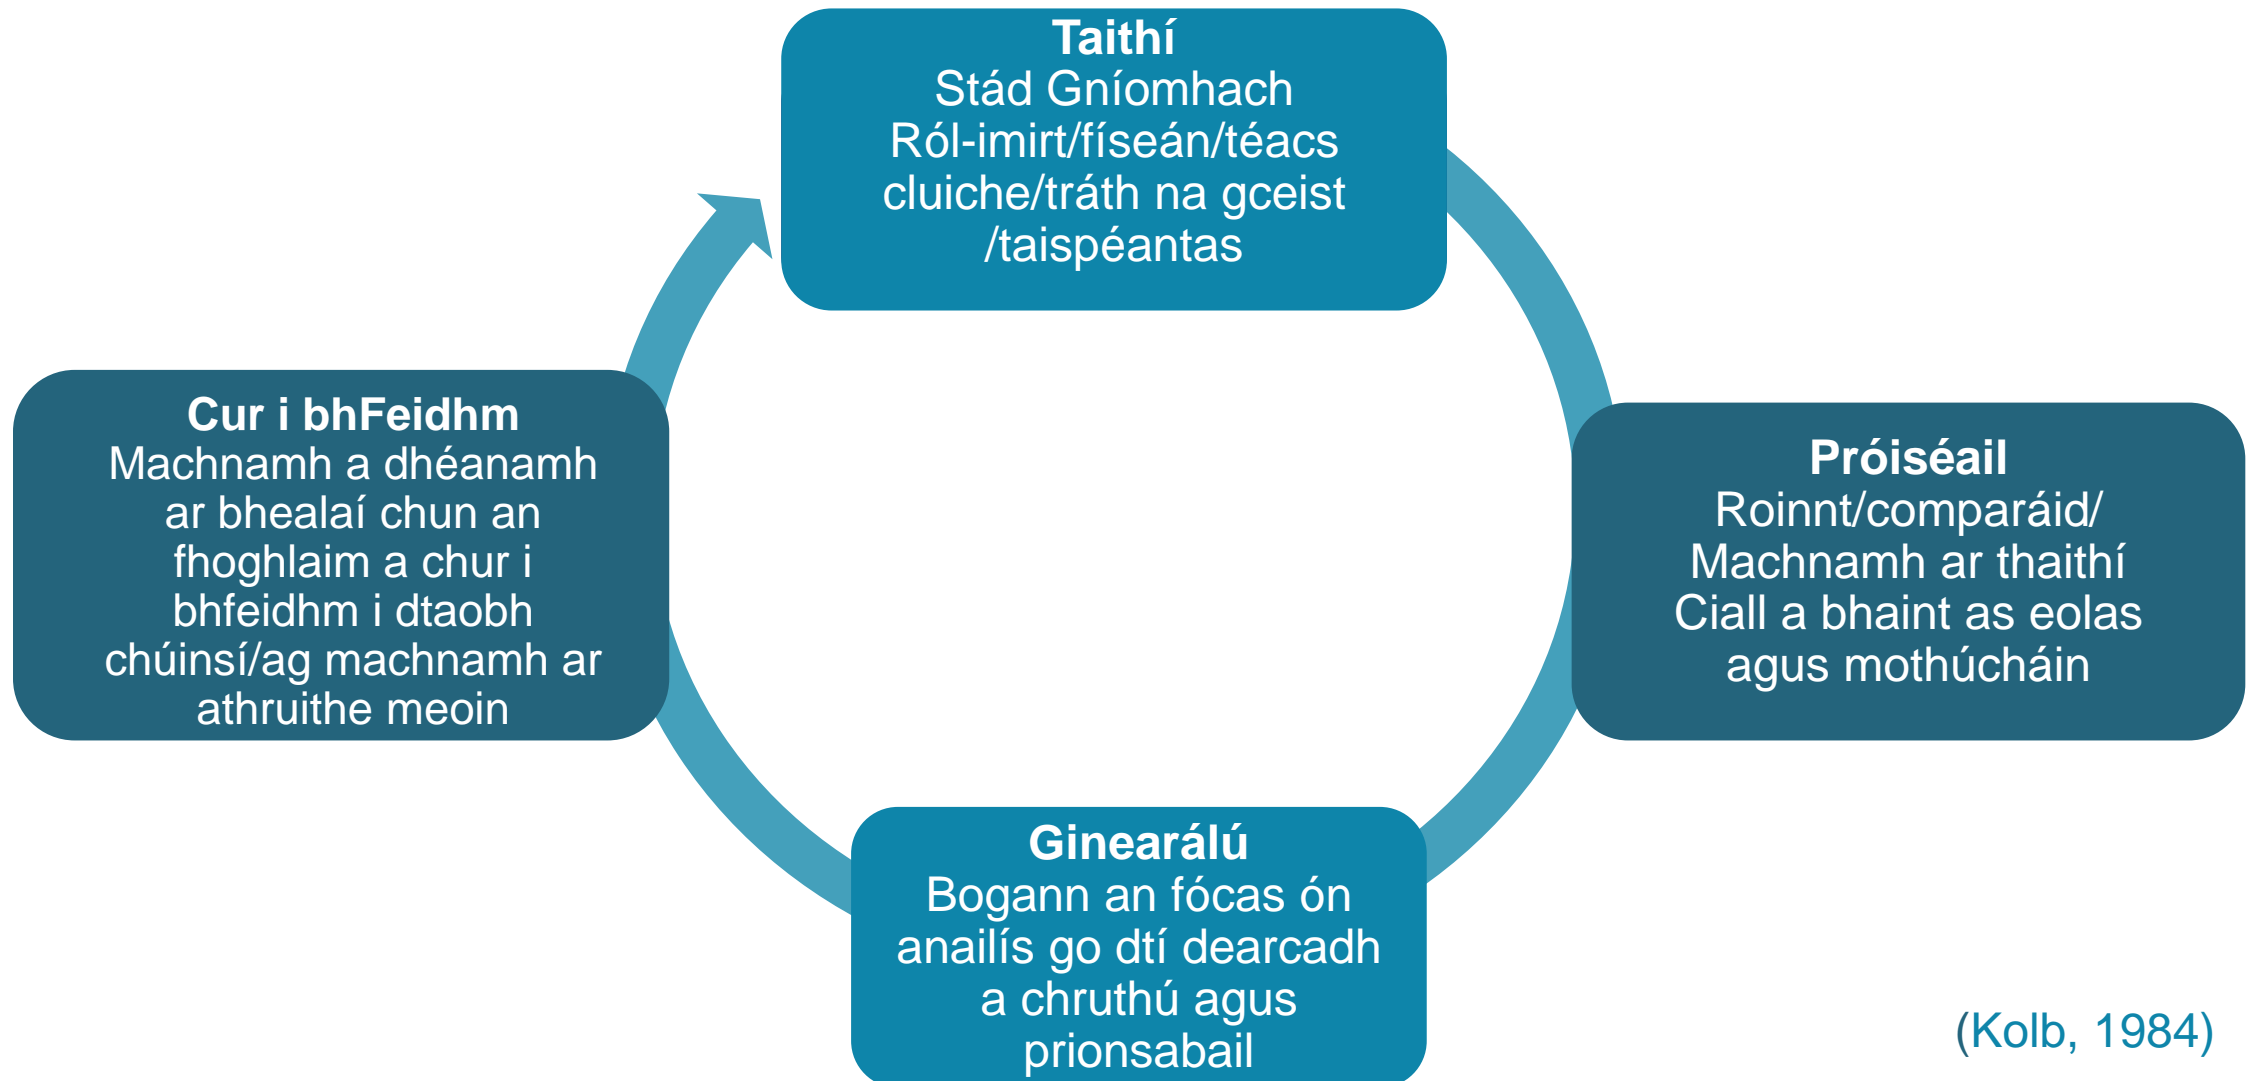 Taithí
Stád Gníomhach
Ról-imirt/físeán/téacs
cluiche/tráth na gceist
/taispéantas
Próiseáil
Roinnt/comparáid/
Machnamh ar thaithí
Ciall a bhaint as eolas
agus mothúcháin
Ginearálú
Bogann an fócas ón
anailís go dtí dearcadh
a chruthú agus
prionsabail
Cur i bhFeidhm
Machnamh a dhéanamh
ar bhealaí chun an
fhoghlaim a chur i
bhfeidhm i dtaobh
chúinsí/ag machnamh ar
athruithe meoin
(Kolb, 1984)